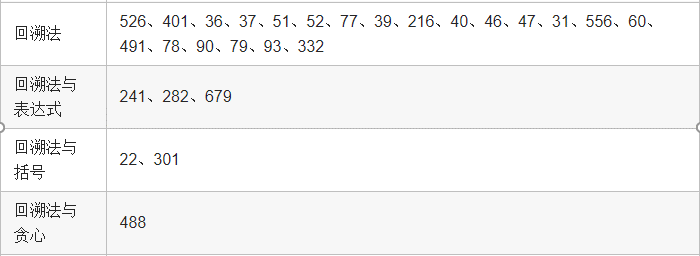 回溯法
526、401、36、37、51、52、77、39、216、40、46、47、31、556、60、
491、78、90、79、93、332
回溯法与
表达式
241、282、679
回溯法与
括号
22、301
回溯法与
贪心
488